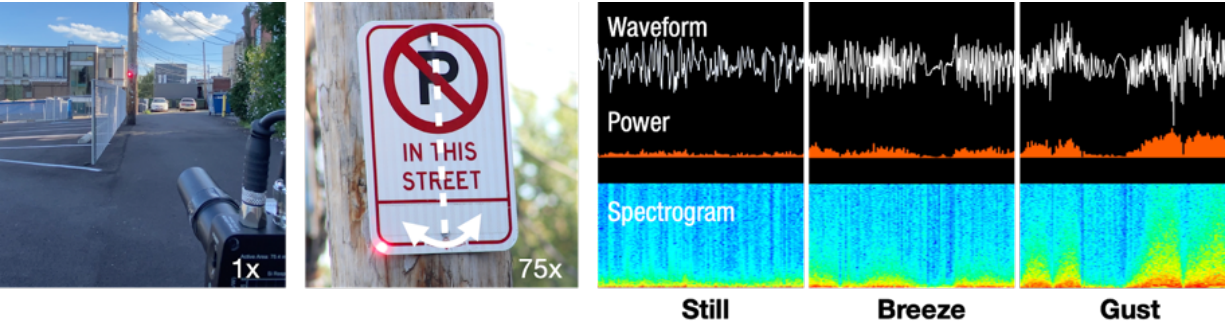 1x
P
IN THIS
STREET
75x
Waveform
Power
Spectrogram
Still
Breeze
Gust